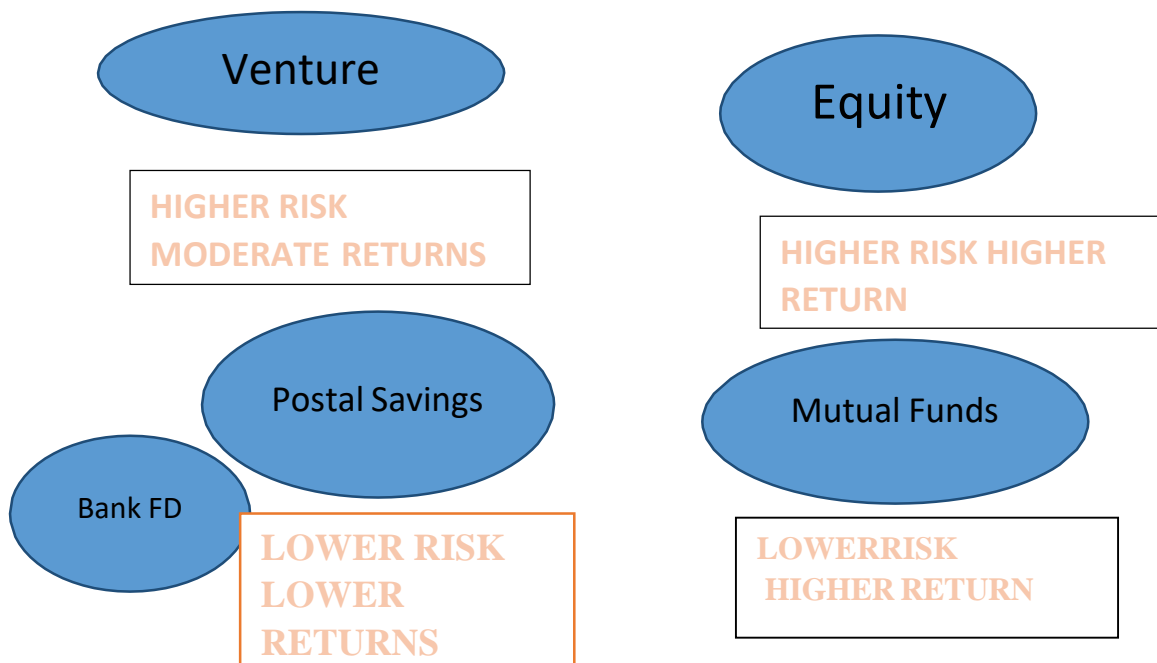 Venture
HIGHER RISK
MODERATE RETURNS
Equity
HIGHER RISK HIGHER
RETURN
Postal Savings
Bank FD
LOWER RISK
LOWER
RETURNS
Mutual Funds
LOWERRISK
HIGHER RETURN